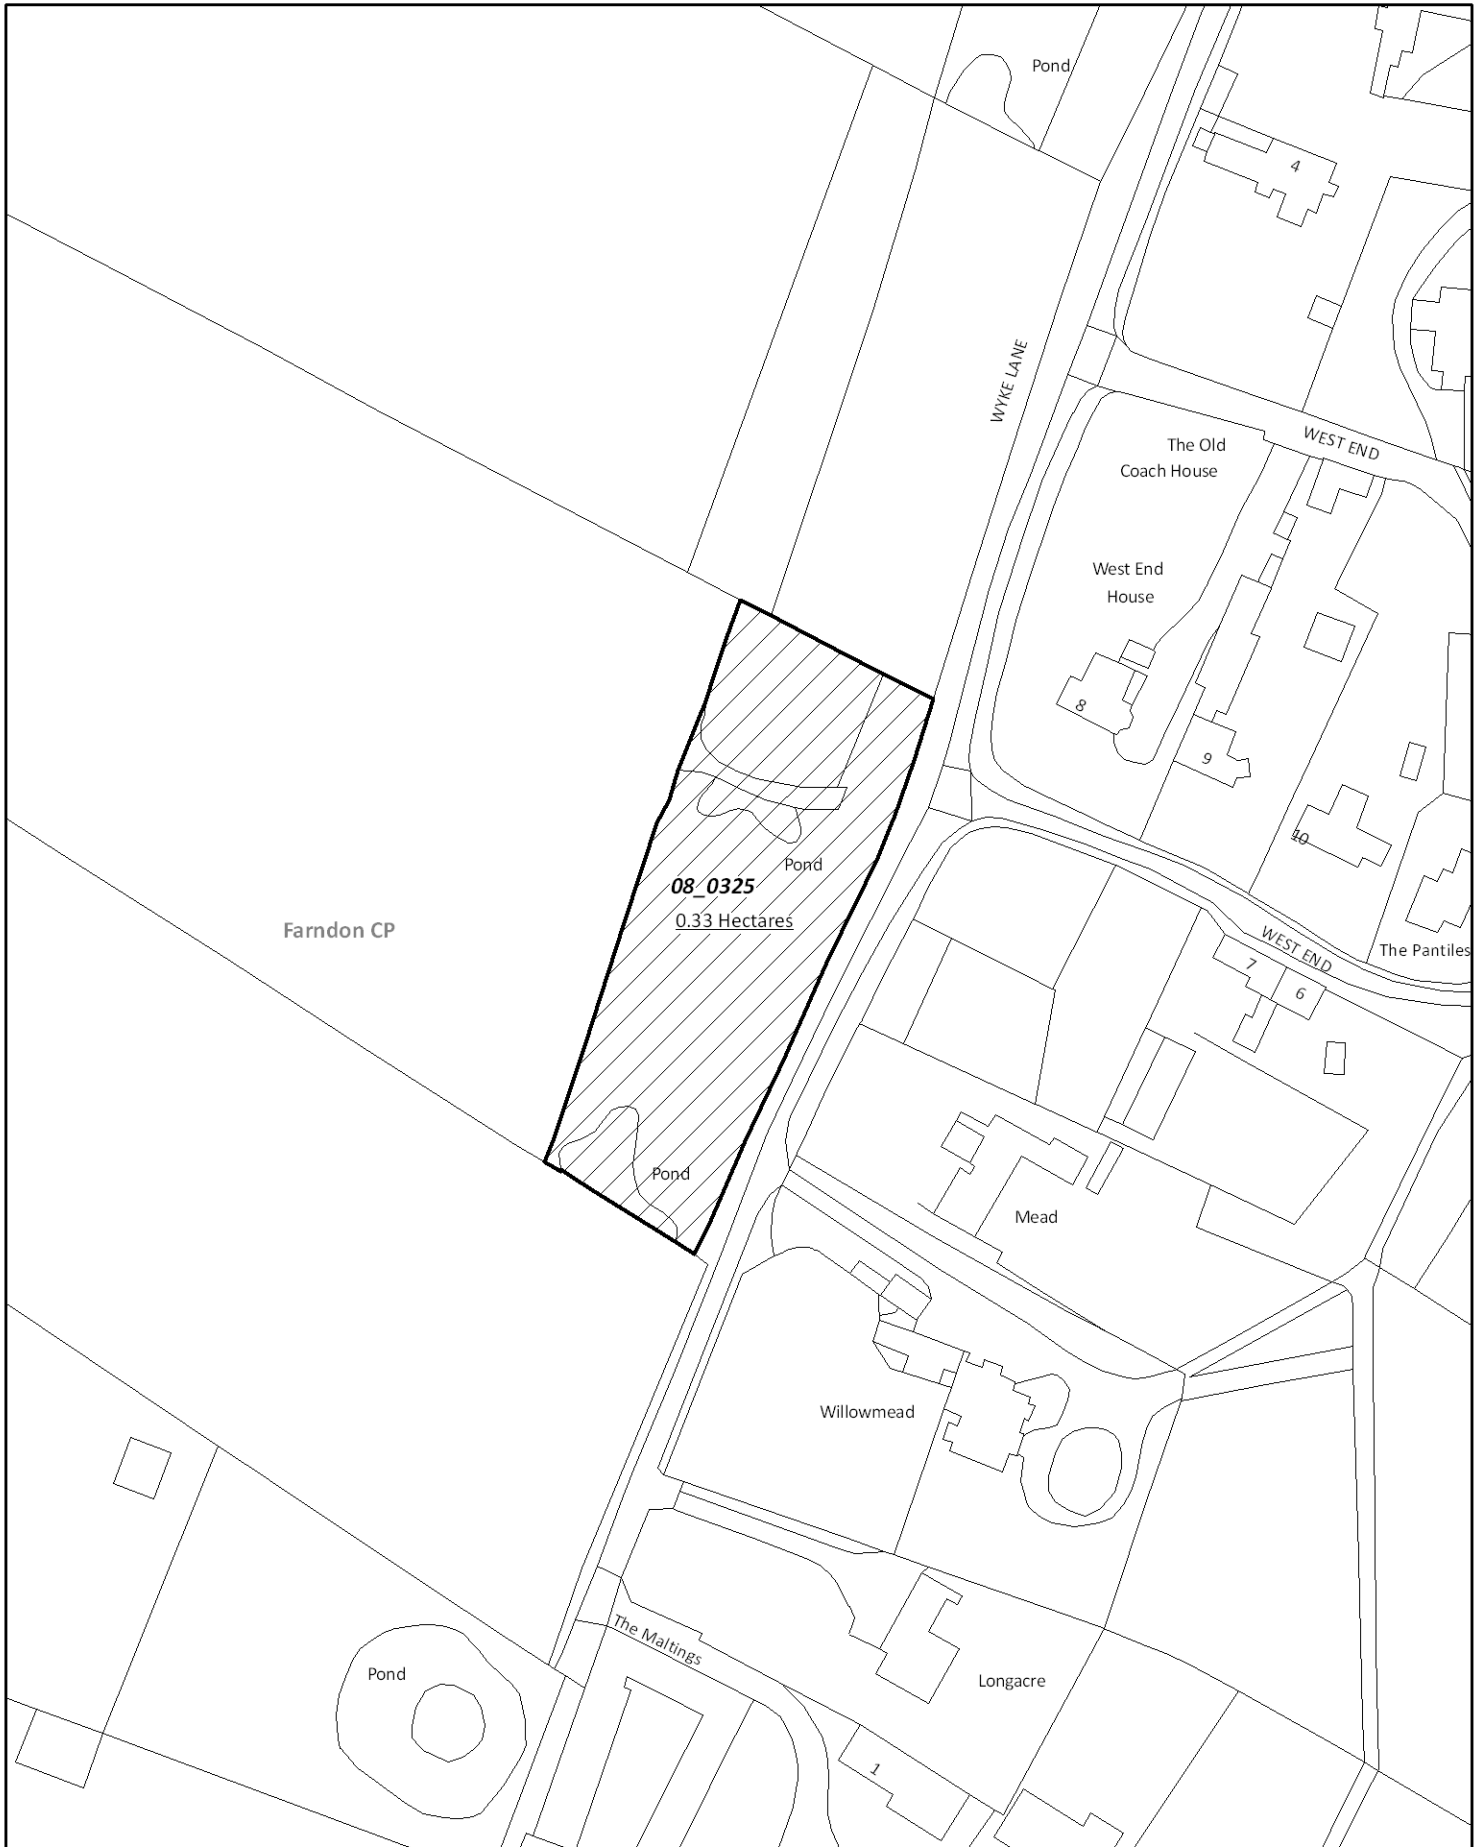 Pond
4
WYKE LANE
WEST END
The Old
Coach House
West End
House
8
9
10
Pond
08_0325
0.33 Hectares
Farndon CP
WEST END
The Pantiles
7
6
Pond
Mead
Willowmead
The Maltings
Pond
Longacre
1